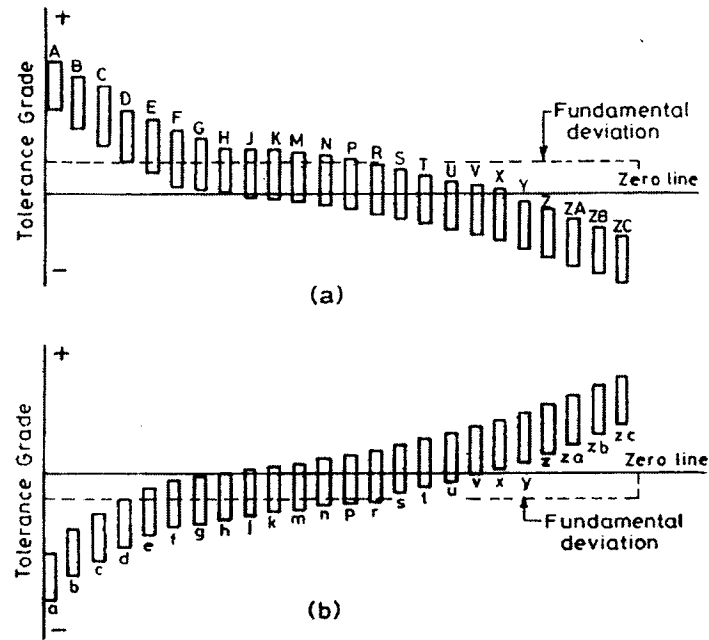 +
Tolerance Grade
A B C D E F G H J K M N P R S T U V X Y Z ZA ZB ZC
Fundamental
deviation
Zero line
−
(a)
+
Tolerance Grade
a b c d e f g h j k m n p r s t u v x y z za zb zc
Zero line
Fundamental
deviation
−
(b)